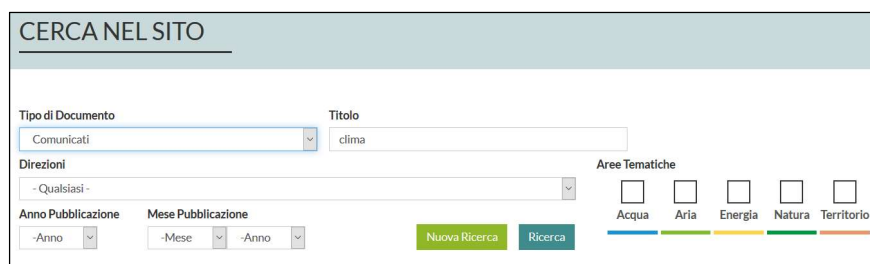 CERCA NEL SITO
Tipo di Documento Titolo
Comunicati clima
Direzioni Aree Tematiche
- Qualsiasi -
Acqua Aria Energia Natura Territorio
Anno Pubblicazione Mese Pubblicazione
-Anno -Mese -Anno Nuova Ricerca Ricerca